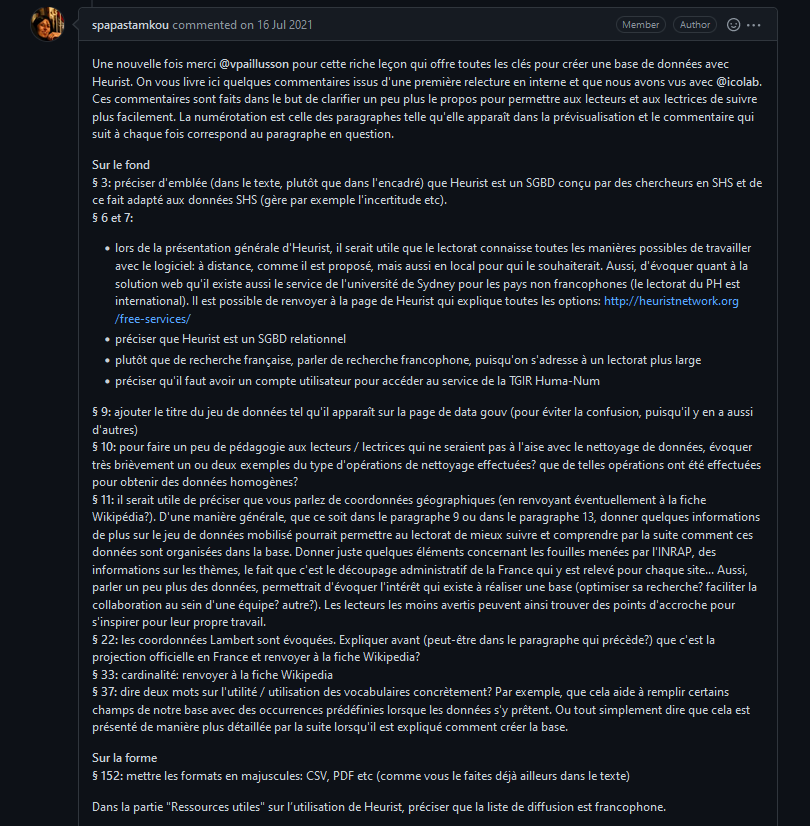 spapastamkou commented on 16 Jul 2021
Member
Author
Une nouvelle fois merci @vpaillusson pour cette riche leçon qui offre toutes les clés pour créer une base de données avec
Heurist. On vous livre ici quelques commentaires issus d'une première relecture en interne et que nous avons vus avec @icolab.
Ces commentaires sont faits dans le but de clarifier un peu plus le propos pour permettre aux lecteurs et aux lectrices de suivre
plus facilement. La numérotation est celle des paragraphes telle qu'elle apparaît dans la prévisualisation et le commentaire qui
suit à chaque fois correspond au paragraphe en question.
Sur le fond
§ 3: préciser d'emblée (dans le texte, plutôt que dans l'encadré) que Heurist est un SGBD conçu par des chercheurs en SHS et de
ce fait adapté aux données SHS (gère par exemple l'incertitude etc).
§ 6 et 7:
• lors de la présentation générale d'Heurist, il serait utile que le lectorat connaisse toutes les manières possibles de travailler
avec le logiciel: à distance, comme il est proposé, mais aussi en local pour qui le souhaiterait. Aussi, d'évoquer quant à la
solution web qu'il existe aussi le service de l'université de Sydney pour les pays non francophones (le lectorat du PH est
international). Il est possible de renvoyer à la page de Heurist qui explique toutes les options: http://heuristnetwork.org
/free-services/
• préciser que Heurist est un SGBD relationnel
• plutôt que de recherche française, parler de recherche francophone, puisqu'on s'adresse à un lectorat plus large
• préciser qu'il faut avoir un compte utilisateur pour accéder au service de la TGIR Huma-Num
§ 9: ajouter le titre du jeu de données tel qu'il apparaît sur la page de data gouv (pour éviter la confusion, puisqu'il y en a aussi
d'autres)
§ 10: pour faire un peu de pédagogie aux lecteurs / lectrices qui ne seraient pas à l'aise avec le nettoyage de données, évoquer
très brièvement un ou deux exemples du type d'opérations de nettoyage effectuées? que de telles opérations ont été effectuées
pour obtenir des données homogènes?
§ 11: il serait utile de préciser que vous parlez de coordonnées géographiques (en renvoyant éventuellement à la fiche
Wikipédia?). D'une manière générale, que ce soit dans le paragraphe 9 ou dans le paragraphe 13, donner quelques informations
de plus sur le jeu de données mobilisé pourrait permettre au lectorat de mieux suivre et comprendre par la suite comment ces
données sont organisées dans la base. Donner juste quelques éléments concernant les fouilles menées par l'INRAP, des
informations sur les thèmes, le fait que c'est le découpage administratif de la France qui y est relevé pour chaque site... Aussi,
parler un peu plus des données, permettrait d'évoquer l'intérêt qui existe à réaliser une base (optimiser sa recherche? faciliter la
collaboration au sein d'une équipe? autre?). Les lecteurs les moins avertis peuvent ainsi trouver des points d'accroche pour
s'inspirer pour leur propre travail.
§ 22: les coordonnées Lambert sont évoquées. Expliquer avant (peut-être dans le paragraphe qui précède?) que c'est la
projection officielle en France et renvoyer à la fiche Wikipedia?
§ 33: cardinalité: renvoyer à la fiche Wikipedia
§ 37: dire deux mots sur l'utilité / utilisation des vocabulaires concrètement? Par exemple, que cela aide à remplir certains
champs de notre base avec des occurrences prédéfinies lorsque les données s'y prêtent. Ou tout simplement dire que cela est
présenté de manière plus détaillée par la suite lorsqu'il est expliqué comment créer la base.
Sur la forme
§ 152: mettre les formats en majuscules: CSV, PDF etc (comme vous le faites déjà ailleurs dans le texte)
Dans la partie "Ressources utiles" sur l'utilisation de Heurist, préciser que la liste de diffusion est francophone.